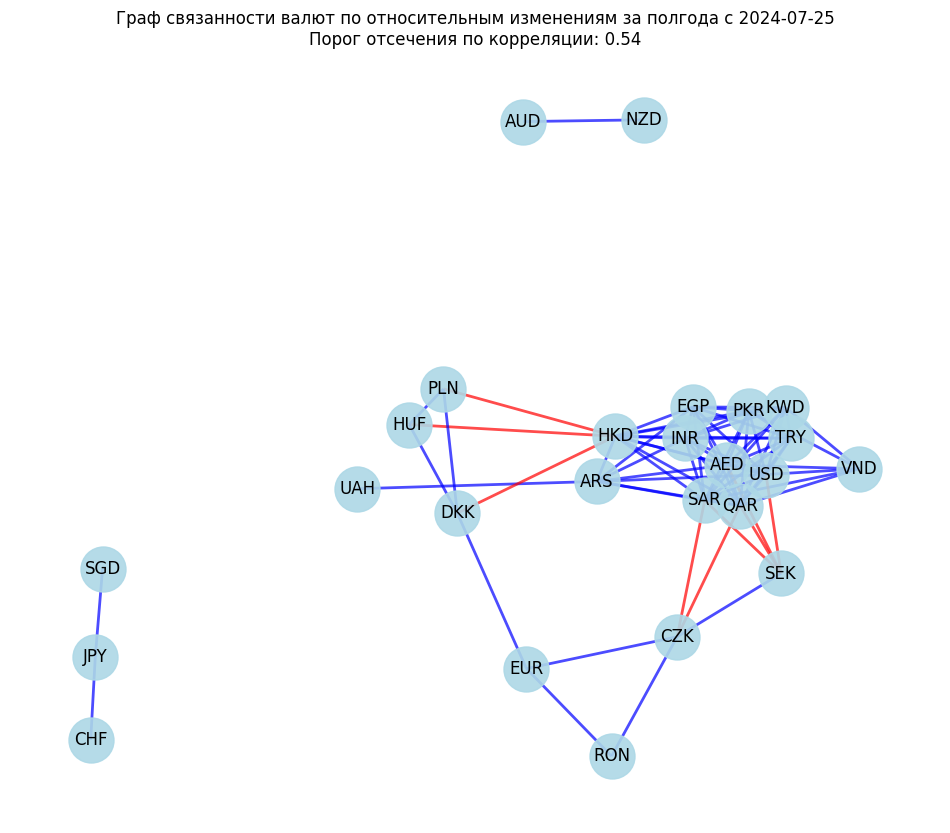 Граф связанности валют по относительным изменениям за полгода с 2024-07-25
Порог отсечения по корреляции: 0.54
AUD
NZD
PLN
HUF
EGP
PKR
KWD
HKD
INR
TRY
AED
USD
VND
ARS
UAH
SAR
QAR
DKK
SGD
SEK
JPY
CZK
EUR
CHF
RON